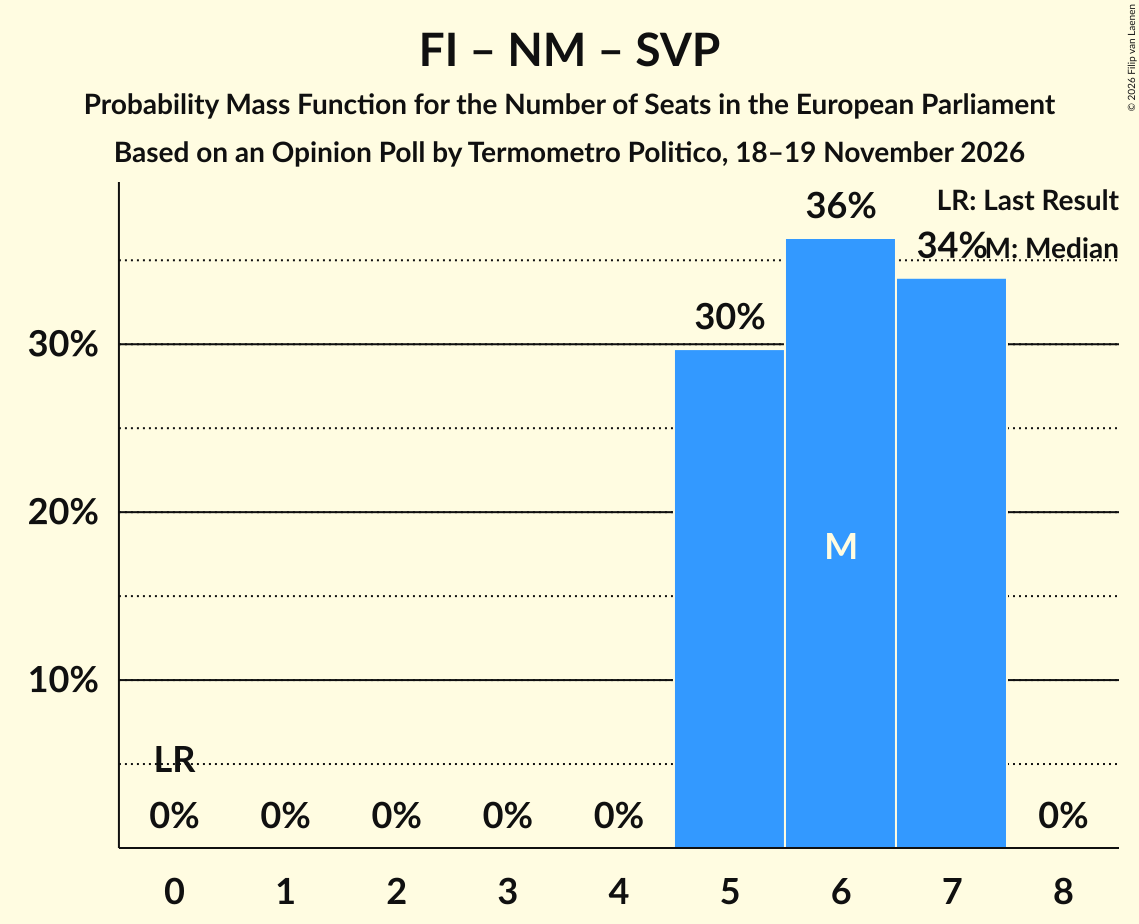 FI – NM – SVP
Probability Mass Function for the Number of Seats in the European Parliament
Based on an Opinion Poll by Termometro Politico, 18–19 November 2026
© 2026 Filip van Laenen
LR: Last Result
M: Median
36%
34%
30%
30%
20%
10%
M
LR
0%
0%
0%
0%
0%
0%
0 1 2 3 4 5 6 7 8